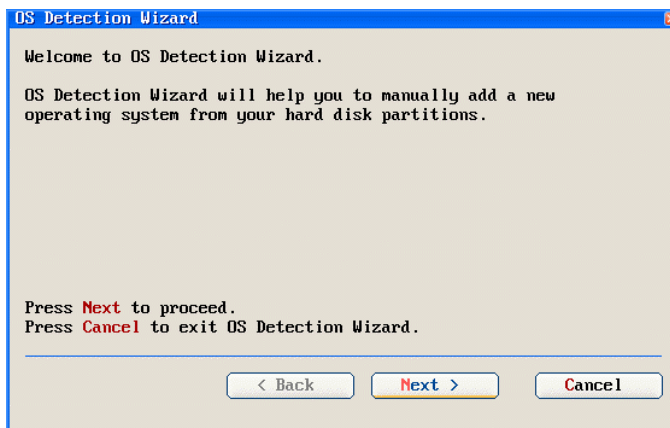 OS Detection Wizard
Welcome to OS Detection Wizard.
OS Detection Wizard will help you to manually add a new
operating system from your hard disk partitions.
Press Next to proceed.
Press Cancel to exit OS Detection Wizard.
< Back Next > Cancel